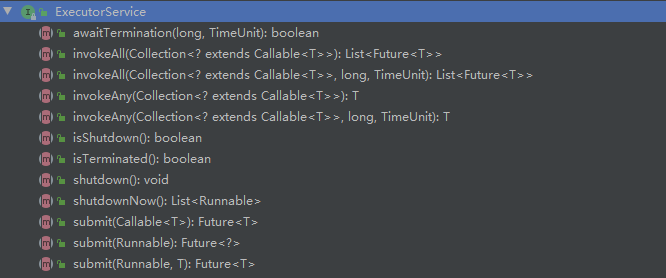 ExecutorService
awaitTermination(long, TimeUnit): boolean
invokeAll(Collection<? extends Callable<T>>): List<Future<T>>
invokeAll(Collection<? extends Callable<T>>, long, TimeUnit): List<Future<T>>
invokeAny(Collection<? extends Callable<T>>): T
invokeAny(Collection<? extends Callable<T>>, long, TimeUnit): T
isShutdown(): boolean
isTerminated(): boolean
shutdown(): void
shutdownNow(): List<Runnable>
submit(Callable<T>): Future<T>
submit(Runnable): Future<?>
submit(Runnable, T): Future<T>